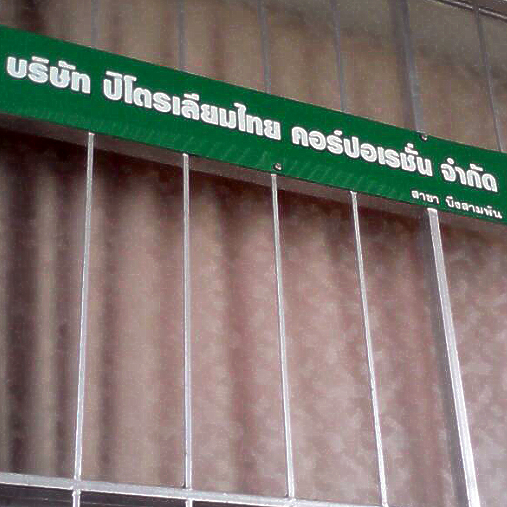 บริษัท ปิโตรเลียมไทย คอร์ปอเรชั่น จำกัด
สาขา บึงสามพัน